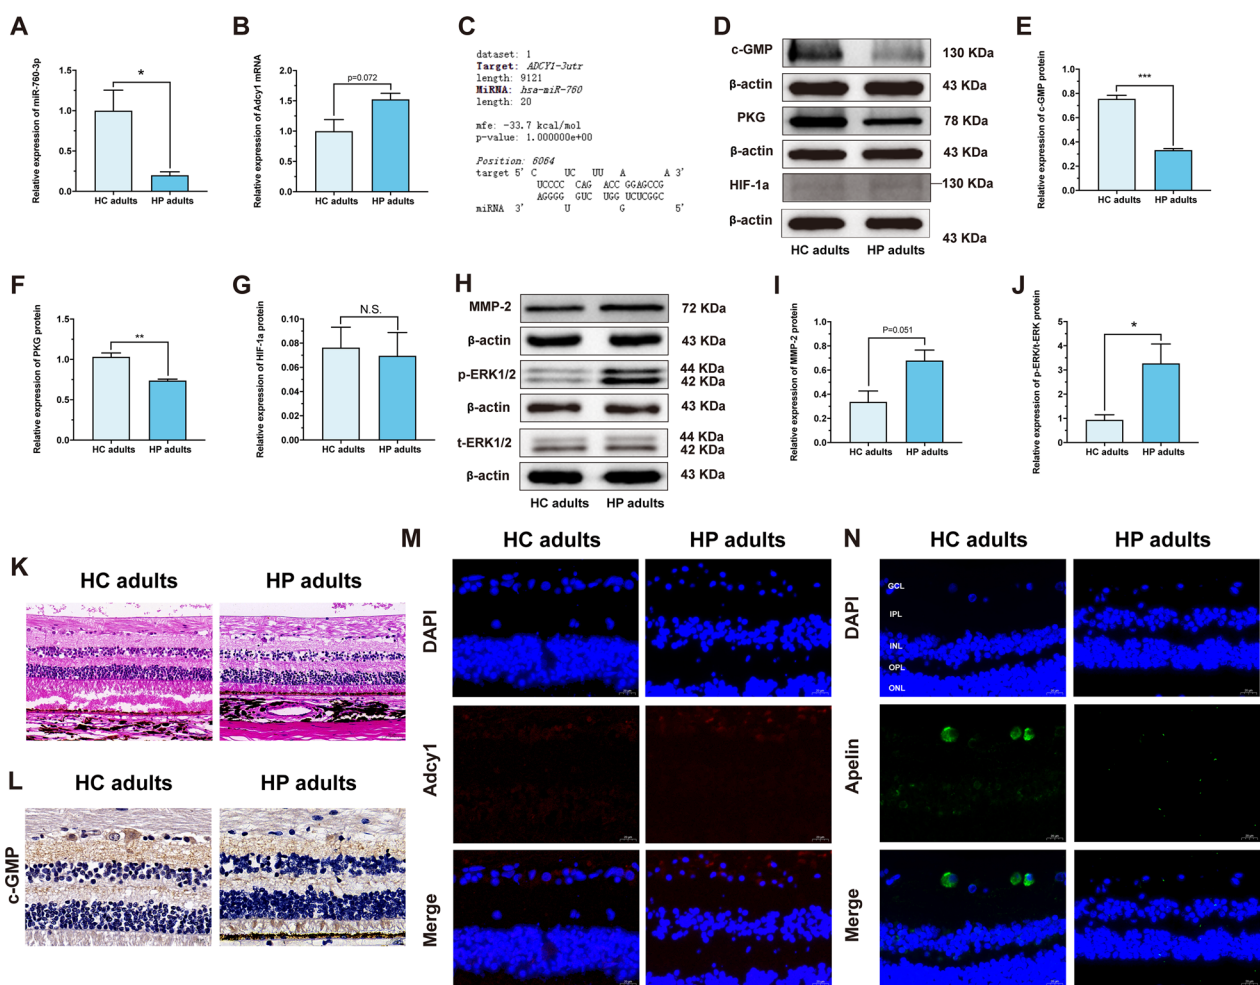 A
Relative expression of miR-760-3p
1.5
1.0
0.5
0.0
*
HC adults HP adults
B
Relative expression of Adcy1 mRNA
2.0
1.5
1.0
0.5
0.0
p=0.072
HC adults HP adults
C
dataset: 1
Target: ADCY1-3utr
length: 9121
MiRNA: hsa-miR-760
length: 20
mfe: -33.7 kcal/mol
p-value: 1.000000e+00
Position: 6064
target 5' C UC UU A A 3'
UCCCC CAG ACC GGAGCCG
AGGGG GUC UGG UCUCGGC
miRNA 3' U G 5'
D
c-GMP 130 KDa
β-actin 43 KDa
PKG 78 KDa
β-actin 43 KDa
HIF-1a 130 KDa
β-actin 43 KDa
HC adults HP adults
E
Relative expression of c-GMP protein
1.0
0.8
0.6
0.4
0.2
0.0
***
HC adults HP adults
F
Relative expression of PKG protein
1.5
1.0
0.5
0.0
**
HC adults HP adults
G
Relative expression of HIF-1a protein
0.10
0.08
0.06
0.04
0.02
0.00
N.S.
HC adults HP adults
H
MMP-2 72 KDa
β-actin 43 KDa
p-ERK1/2 44 KDa
42 KDa
β-actin 43 KDa
t-ERK1/2 44 KDa
42 KDa
β-actin 43 KDa
HC adults HP adults
I
Relative expression of MMP-2 protein
1.0
0.8
0.6
0.4
0.2
0.0
P=0.051
HC adults HP adults
J
Relative expression of p-ERK/t-ERK protein
5
4
3
2
1
0
*
HC adults HP adults
K
HC adults HP adults
L
HC adults HP adults
c-GMP
M
HC adults HP adults
DAPI
Adcy1
Merge
N
HC adults HP adults
DAPI
GCL
IPL
INL
OPL
ONL
Apelin
Merge